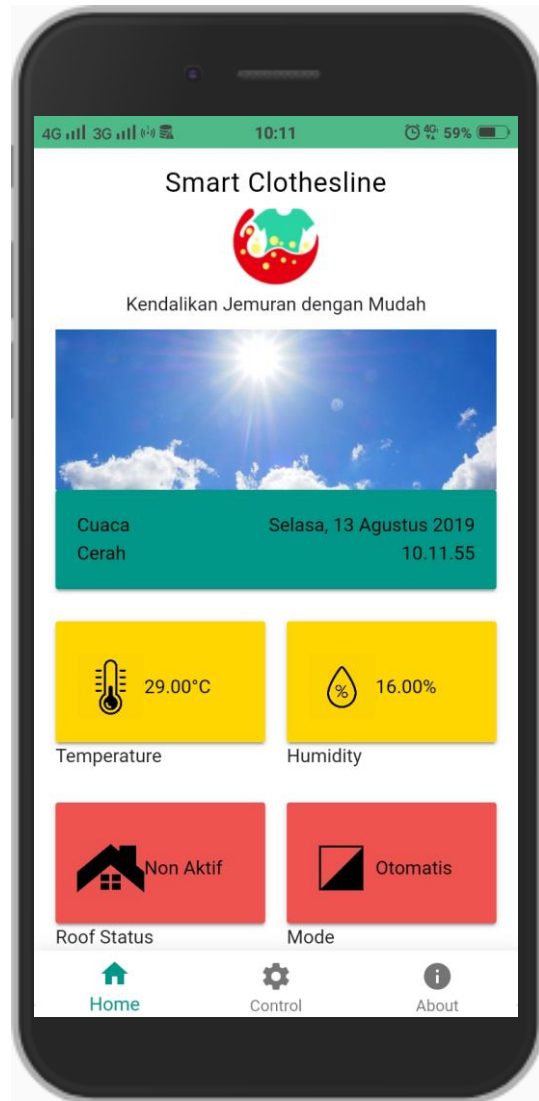 4G 3G 10:11 4G 59%
Smart Clothesline
Kendalikan Jemuran dengan Mudah
Cuaca Selasa, 13 Agustus 2019
Cerah 10.11.55
29.00°C % 16.00%
Temperature Humidity
Non Aktif Otomatis
Roof Status Mode
Home Control About